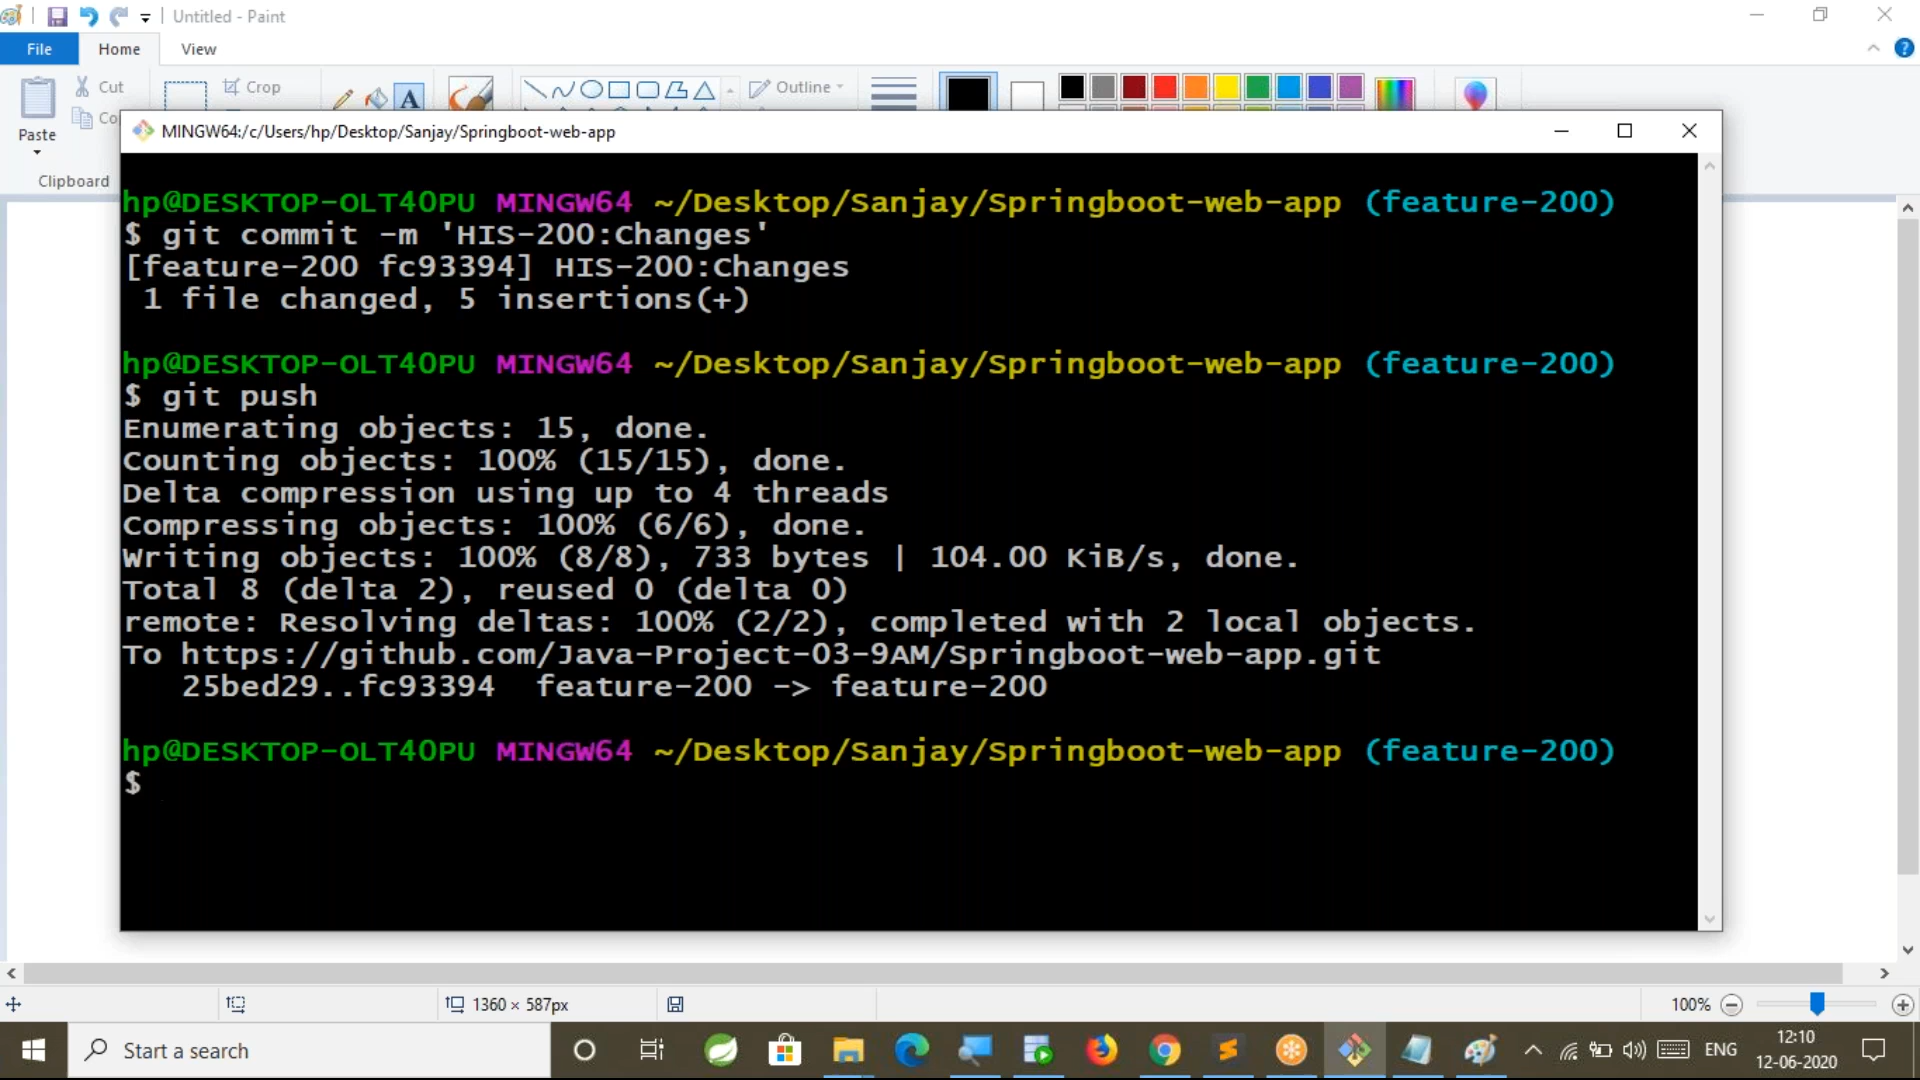 Untitled - Paint
File
Home
View
Cut
Crop
Outline
Co
Paste
Clipboard
MINGW64:/c/Users/hp/Desktop/Sanjay/Springboot-web-app
hp@DESKTOP-OLT4OPU MINGW64 ~/Desktop/Sanjay/Springboot-web-app (feature-200)
$ git commit -m 'HIS-200:Changes'
[feature-200 fc93394] HIS-200:Changes
1 file changed, 5 insertions(+)
hp@DESKTOP-OLT4OPU MINGW64 ~/Desktop/Sanjay/Springboot-web-app (feature-200)
$ git push
Enumerating objects: 15, done.
Counting objects: 100% (15/15), done.
Delta compression using up to 4 threads
Compressing objects: 100% (6/6), done.
Writing objects: 100% (8/8), 733 bytes | 104.00 KiB/s, done.
Total 8 (delta 2), reused 0 (delta 0)
remote: Resolving deltas: 100% (2/2), completed with 2 local objects.
To https://github.com/Java-Project-03-9AM/Springboot-web-app.git
25bed29..fc93394  feature-200 -> feature-200
hp@DESKTOP-OLT4OPU MINGW64 ~/Desktop/Sanjay/Springboot-web-app (feature-200)
$
1360 × 587px
100%
Start a search
ENG
12:10
12-06-2020